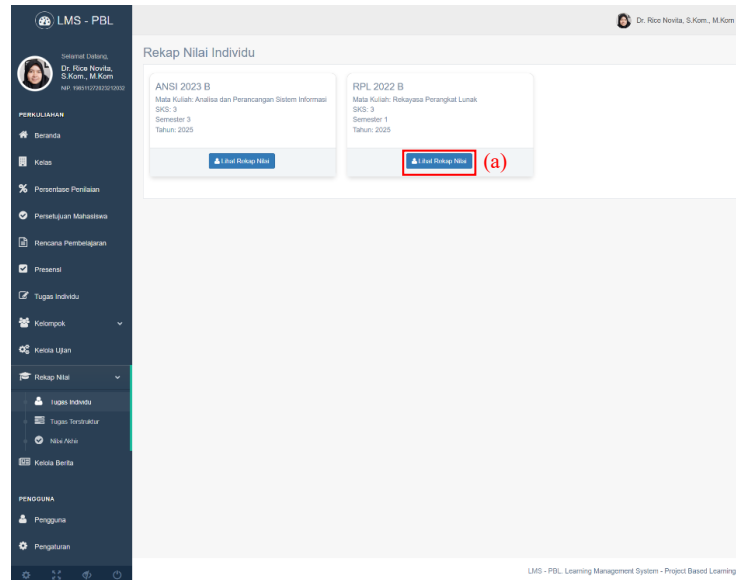 LMS - PBL
Dr. Rice Novita, S.Kom., M.Kom
Selamat Datang,
Dr. Rice Novita,
S.Kom., M.Kom
PERKULIAHAN
Beranda
Kelas
Persentase Penilaian
Persetujuan Mahasiswa
Rencana Pembelajaran
Presensi
Tugas Individu
Kelompok
Kelola Ujian
Rekap Nilai
Tugas Individu
Tugas Terstruktur
Nilai Akhir
Kelola Berita
PENGGUNA
Pengguna
Pengaturan
Rekap Nilai Individu
ANSI 2023 B
Mata Kuliah: Analisa dan Perancangan Sistem Informasi
SKS: 3
Semester 3
Tahun: 2025
Lihat Rekap Nilai
RPL 2022 B
Mata Kuliah: Rekayasa Perangkat Lunak
SKS: 3
Semester 1
Tahun: 2025
Lihat Rekap Nilai
(a)
LMS - PBL. Learning Management System - Project Based Learning